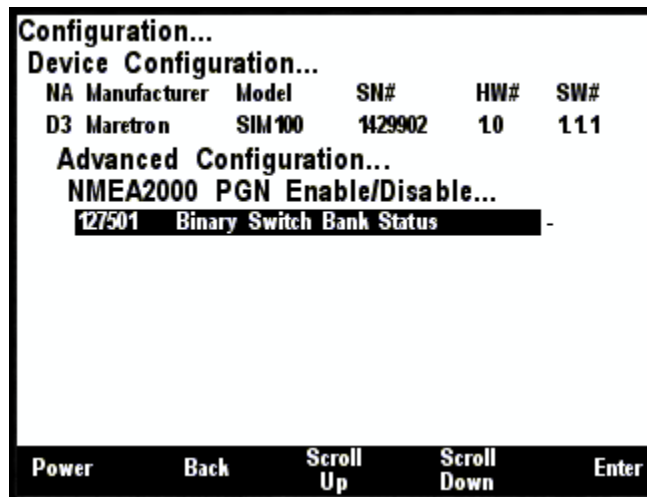 Configuration...
Device Configuration...
NA Manufacturer Model SN# HW# SW#
D3 Maretron SIM100 1429902 1.0 1.1.1
Advanced Configuration...
NMEA2000 PGN Enable/Disable...
127501 Binary Switch Bank Status -
Power Back Scroll Up Scroll Down Enter